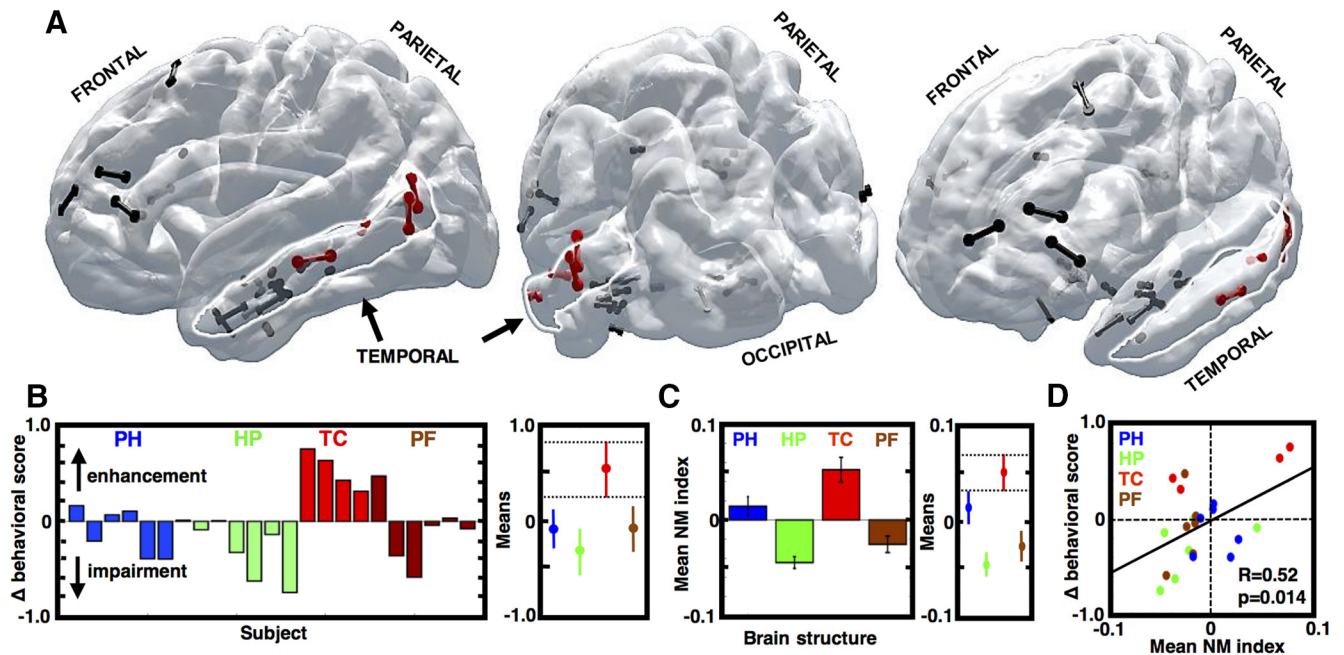 A
FRONTAL
PARIETAL
PARIETAL
FRONTAL
PARIETAL
TEMPORAL
OCCIPITAL
TEMPORAL
B
1.0
0
-1.0
Δ behavioral score
PH
HP
TC
PF
enhancement
impairment
Subject
1.0
0
-1.0
Means
C
0.1
0
-0.1
Mean NM index
PH
HP
TC
PF
Brain structure
0.1
0
-0.1
Means
D
1.0
0
-1.0
Δ behavioral score
PH
HP
TC
PF
R=0.52
p=0.014
-0.1
0
0.1
Mean NM index